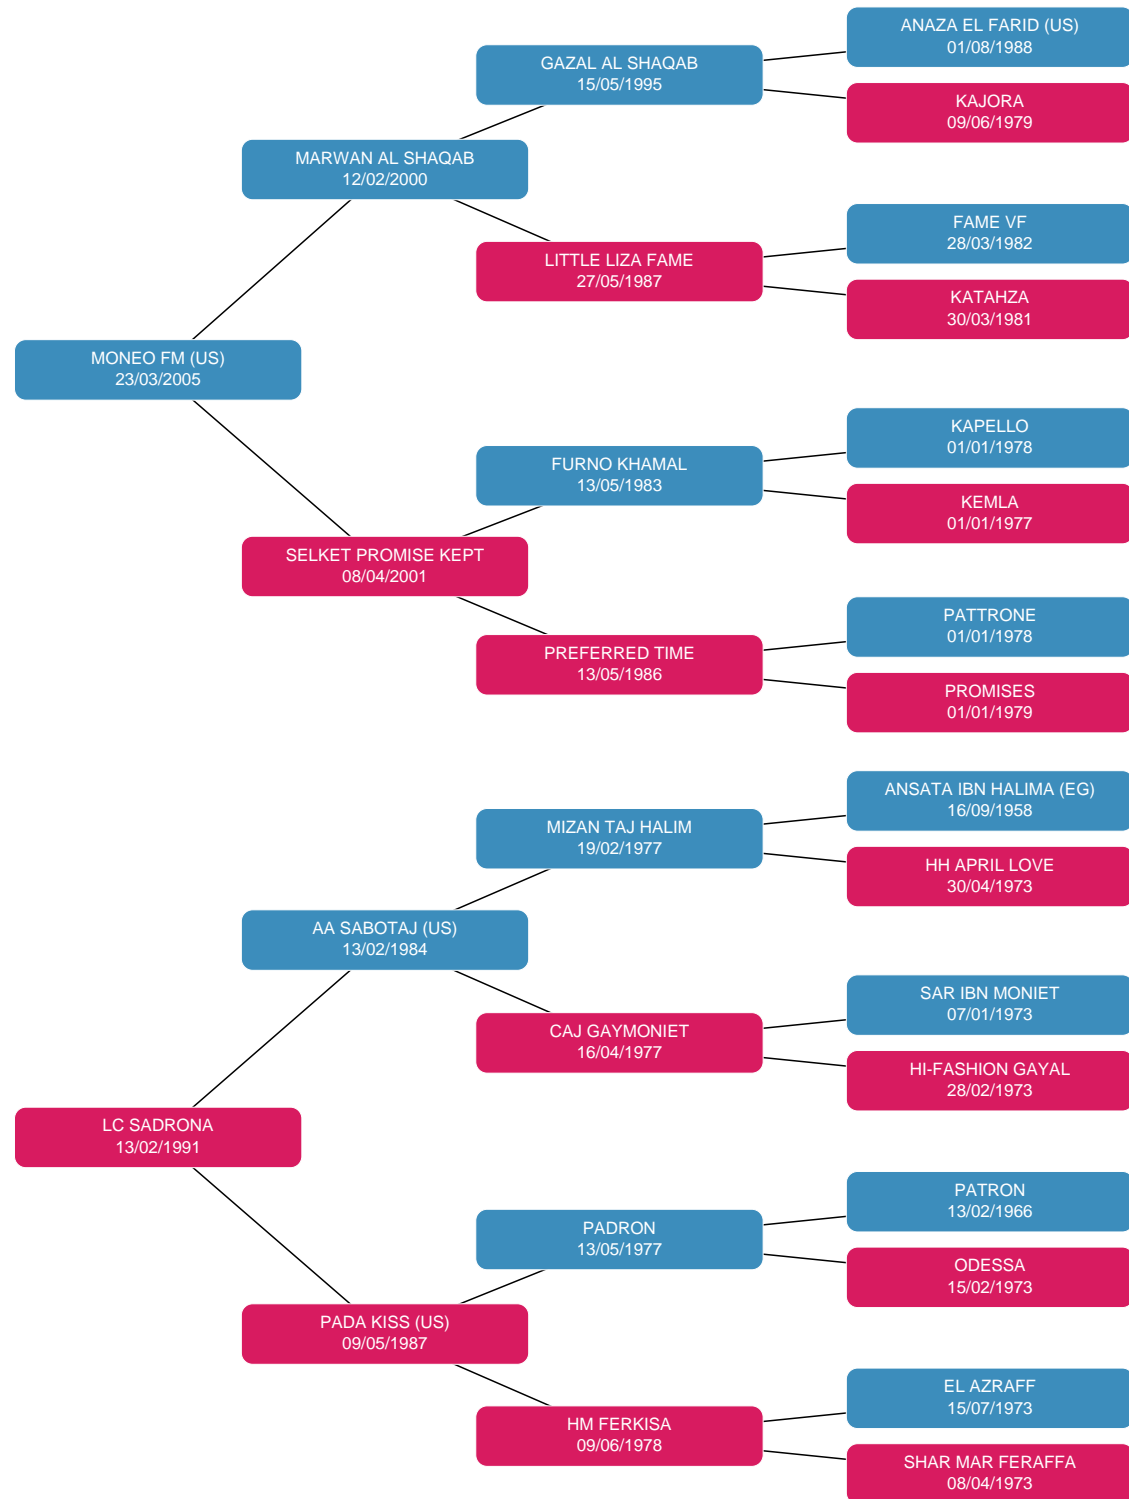 ANAZA EL FARID (US)
01/08/1988
GAZAL AL SHAQAB
15/05/1995
KAJORA
09/06/1979
MARWAN AL SHAQAB
12/02/2000
FAME VF
28/03/1982
LITTLE LIZA FAME
27/05/1987
KATAHZA
30/03/1981
MONEO FM (US)
23/03/2005
KAPELLO
01/01/1978
FURNO KHAMAL
13/05/1983
KEMLA
01/01/1977
SELKET PROMISE KEPT
08/04/2001
PATTRONE
01/01/1978
PREFERRED TIME
13/05/1986
PROMISES
01/01/1979
ANSATA IBN HALIMA (EG)
16/09/1958
MIZAN TAJ HALIM
19/02/1977
HH APRIL LOVE
30/04/1973
AA SABOTAJ (US)
13/02/1984
SAR IBN MONIET
07/01/1973
CAJ GAYMONIET
16/04/1977
HI-FASHION GAYAL
28/02/1973
LC SADRONA
13/02/1991
PATRON
13/02/1966
PADRON
13/05/1977
ODESSA
15/02/1973
PADA KISS (US)
09/05/1987
EL AZRAFF
15/07/1973
HM FERKISA
09/06/1978
SHAR MAR FERAFFA
08/04/1973